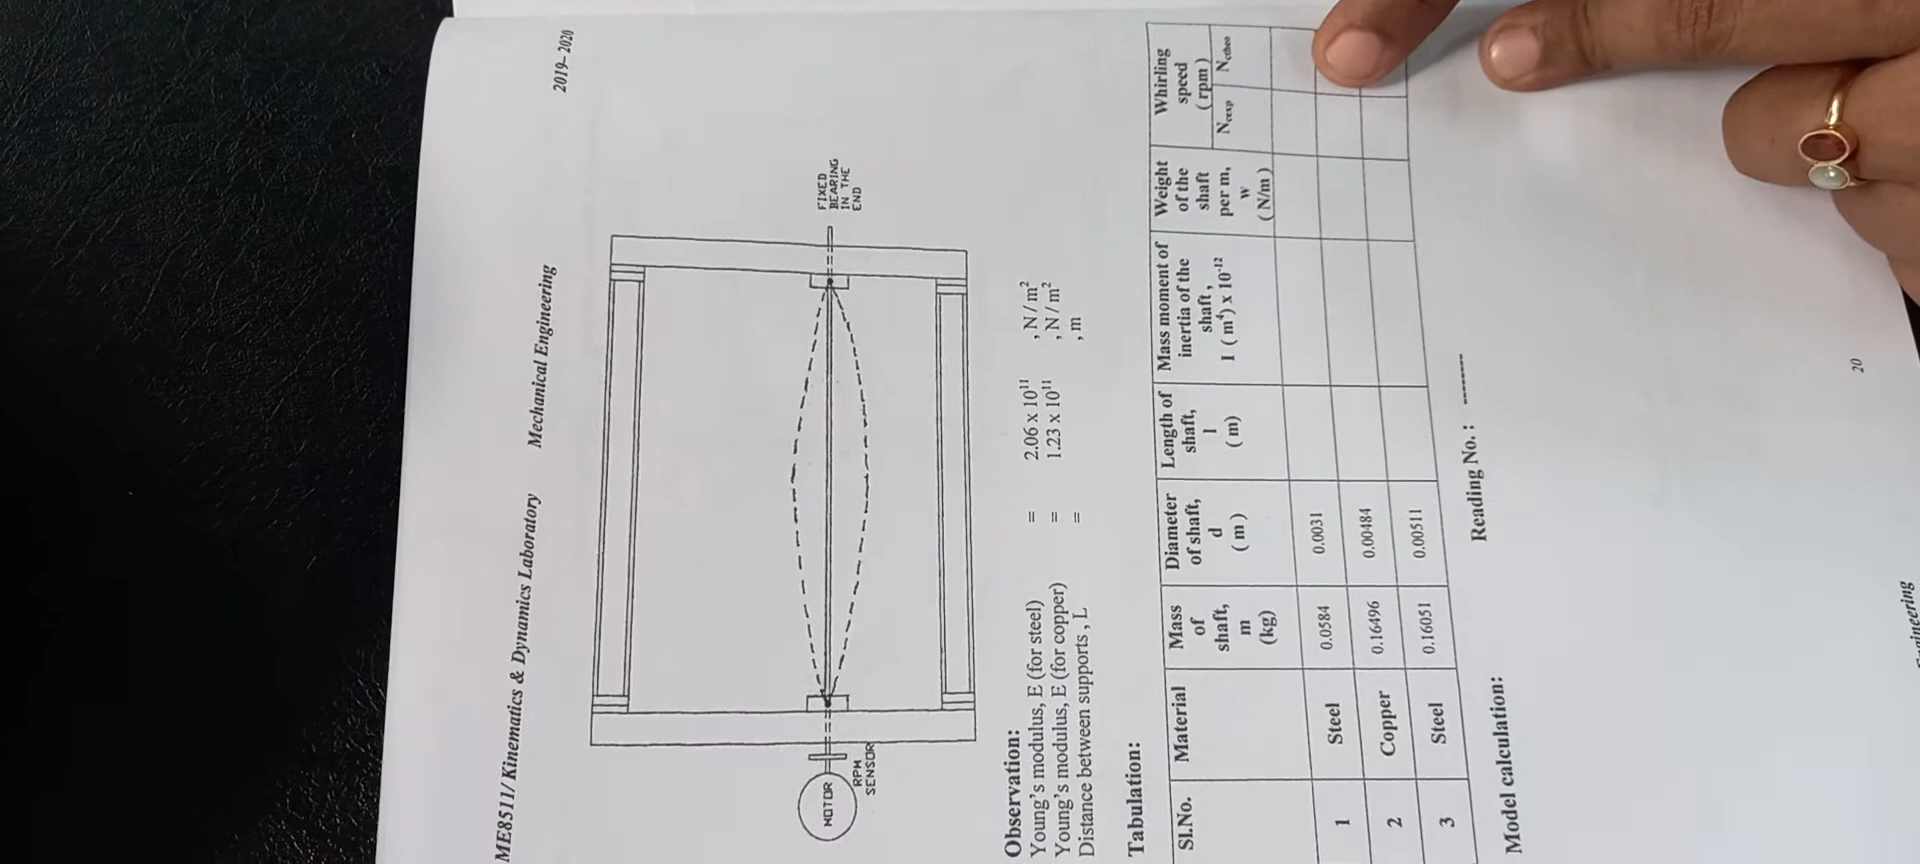 ME8511/ Kinematics & Dynamics Laboratory Mechanical Engineering 2019– 2020
MOTOR
RPM
SENSOR
FIXED
BEARING
IN THE
END
Observation:
Young's modulus, E (for steel) = 2.06 x 10¹¹ , N / m²
Young's modulus, E (for copper) = 1.23 x 10¹¹ , N / m²
Distance between supports , L = , m
Tabulation:
Sl.No. Material Mass of shaft, m (kg) Diameter of shaft, d ( m ) Length of shaft, l ( m) Mass moment of inertia of the shaft , I ( m⁴) x 10⁻¹² Weight of the shaft per m, w ( N/m ) Whirling speed ( rpm )
Ncexp Nctheo
1 Steel 0.0584 0.0031
2 Copper 0.16496 0.00484
3 Steel 0.16051 0.00511
Reading No. : -------
Model calculation:
20